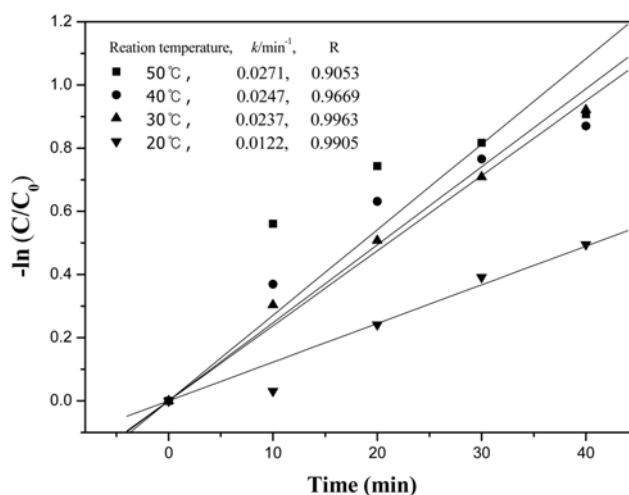 -1.2
Reation temperature, k/min⁻¹, R
■ 50℃, 0.0271, 0.9053
● 40℃, 0.0247, 0.9669
▲ 30℃, 0.0237, 0.9963
▼ 20℃, 0.0122, 0.9905
-1.0
0.8
0.6
0.4
0.2
0.0
-0.2
-ln (C/C₀)
0 10 20 30 40
Time (min)